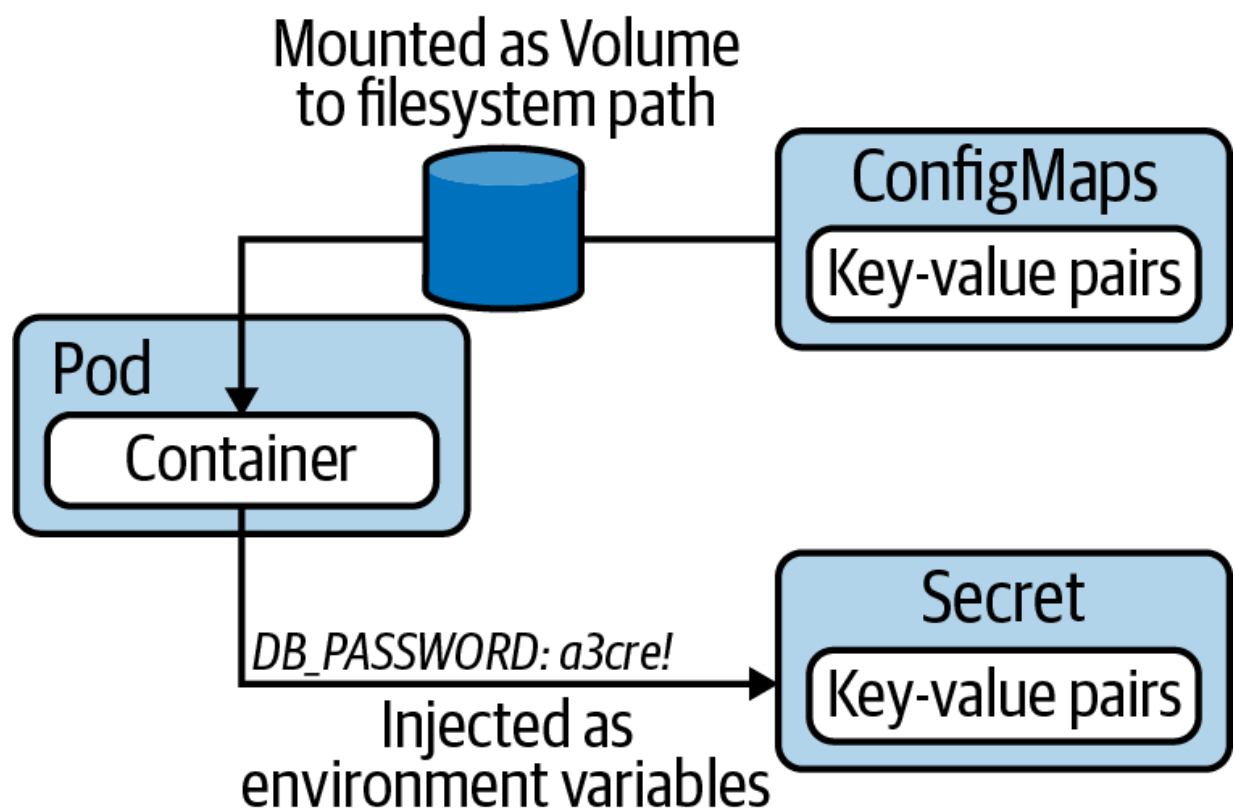 Mounted as Volume
to filesystem path
ConfigMaps
Key-value pairs
Pod
Container
DB_PASSWORD: a3cre!
Injected as
environment variables
Secret
Key-value pairs